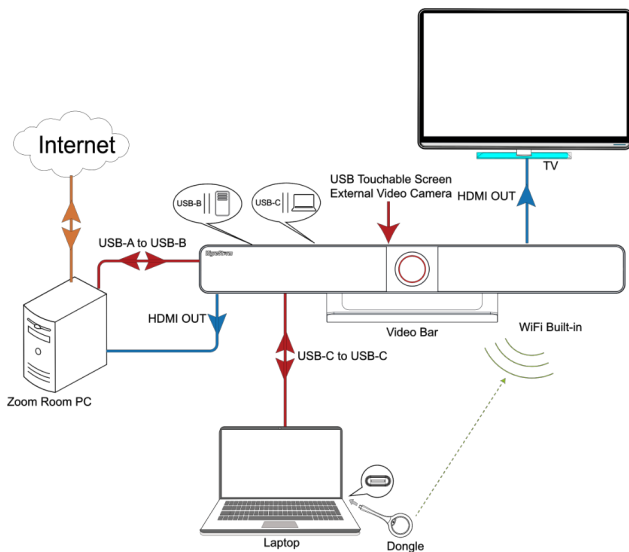 Internet
TV
USB Touchable Screen
External Video Camera
HDMI OUT
USB-B
USB-C
USB-A to USB-B
HDMI OUT
Video Bar
WiFi Built-in
USB-C to USB-C
Zoom Room PC
Laptop
Dongle